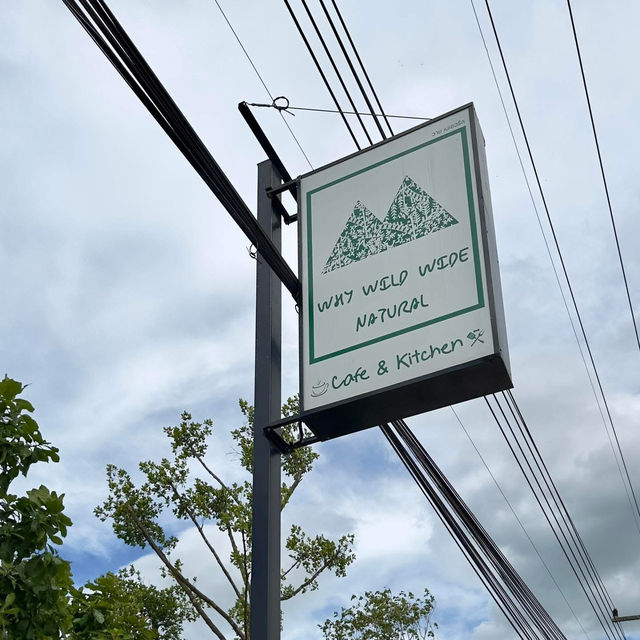 WHY WILD WIDE
NATURAL
Cafe & Kitchen